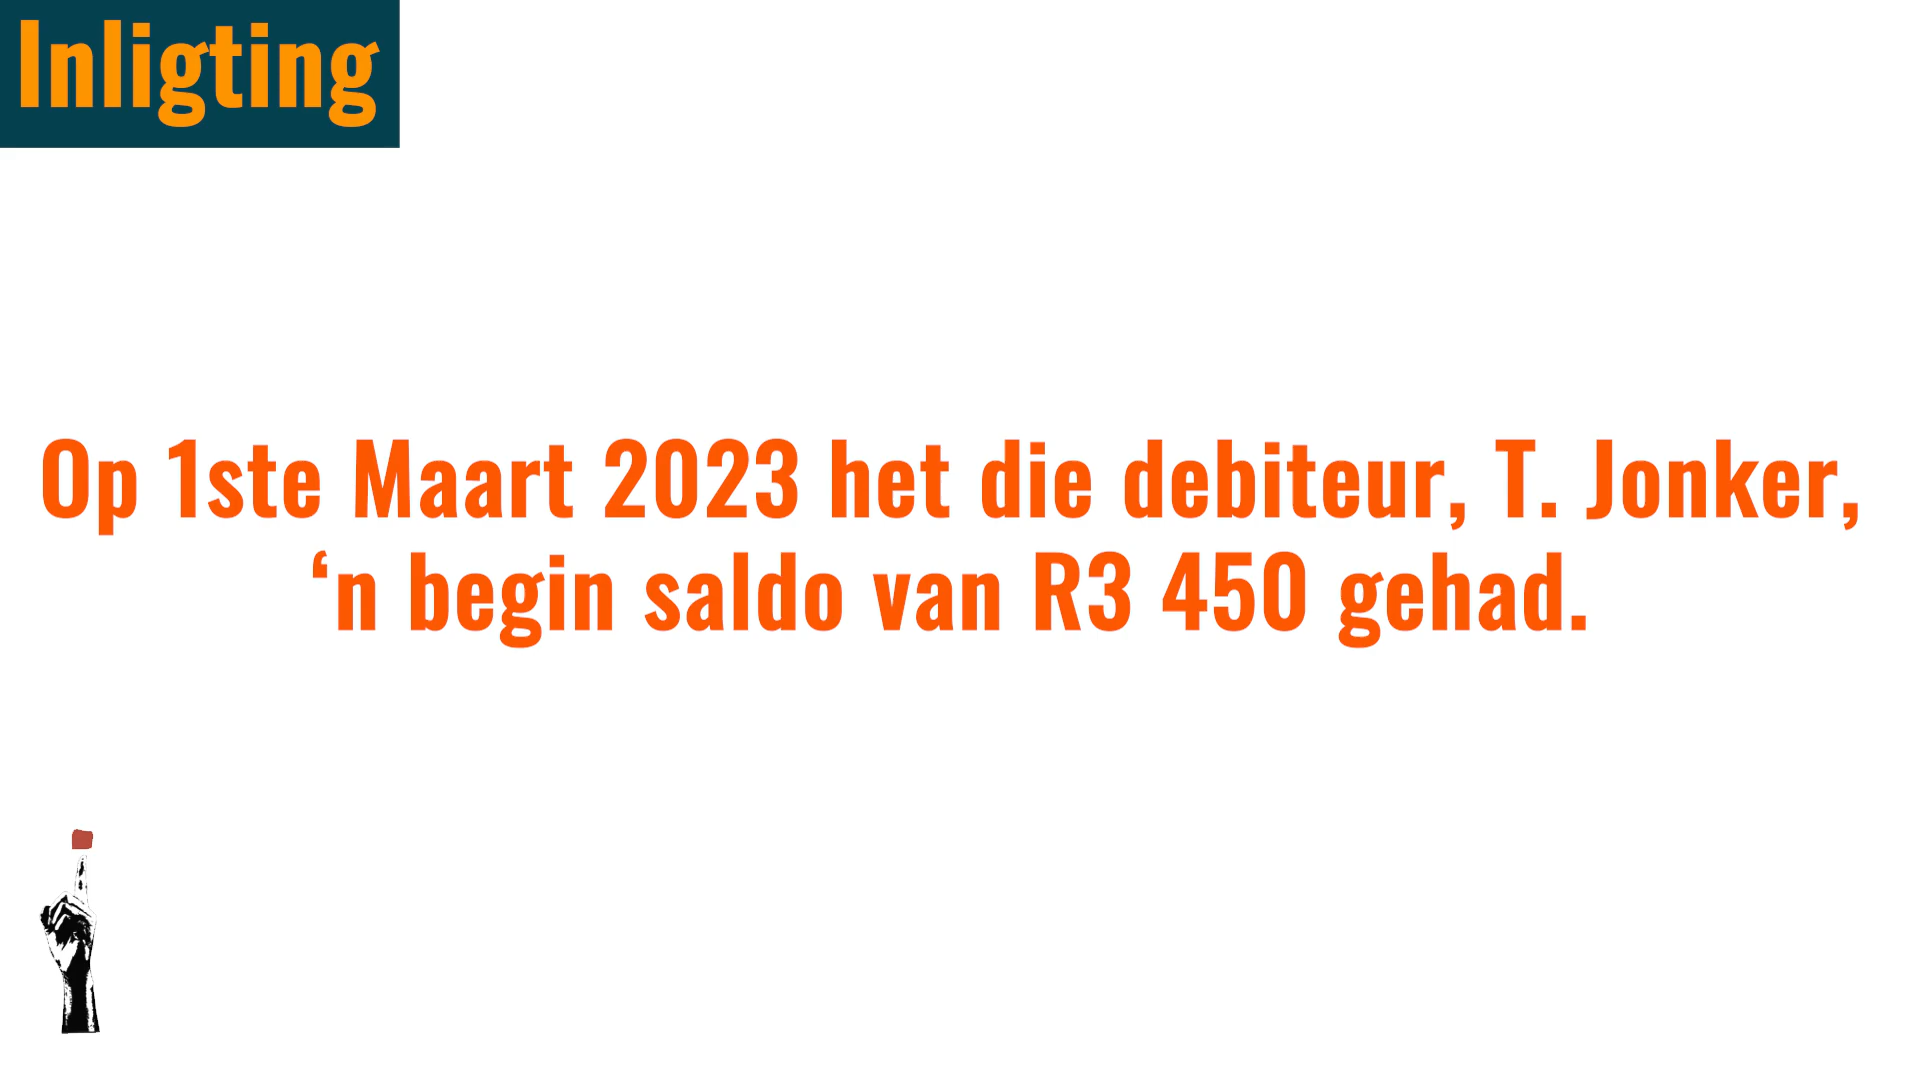 Inligting
Op 1ste Maart 2023 het die debiteur, T. Jonker,
‘n begin saldo van R3 450 gehad.